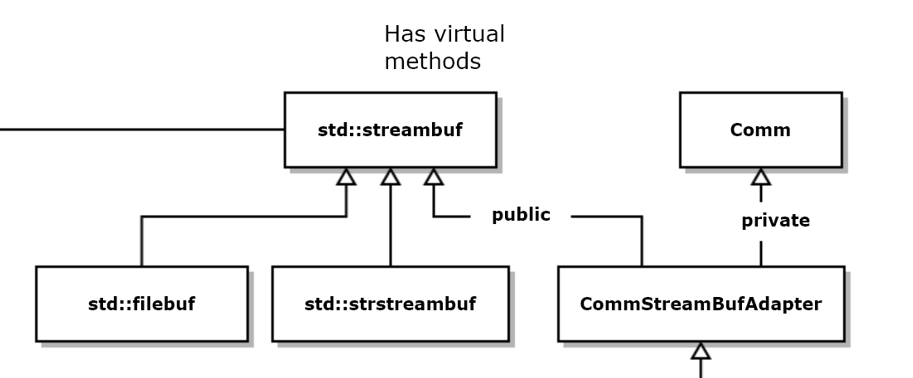 Has virtual
methods
std::streambuf
Comm
public
private
std::filebuf
std::strstreambuf
CommStreamBufAdapter